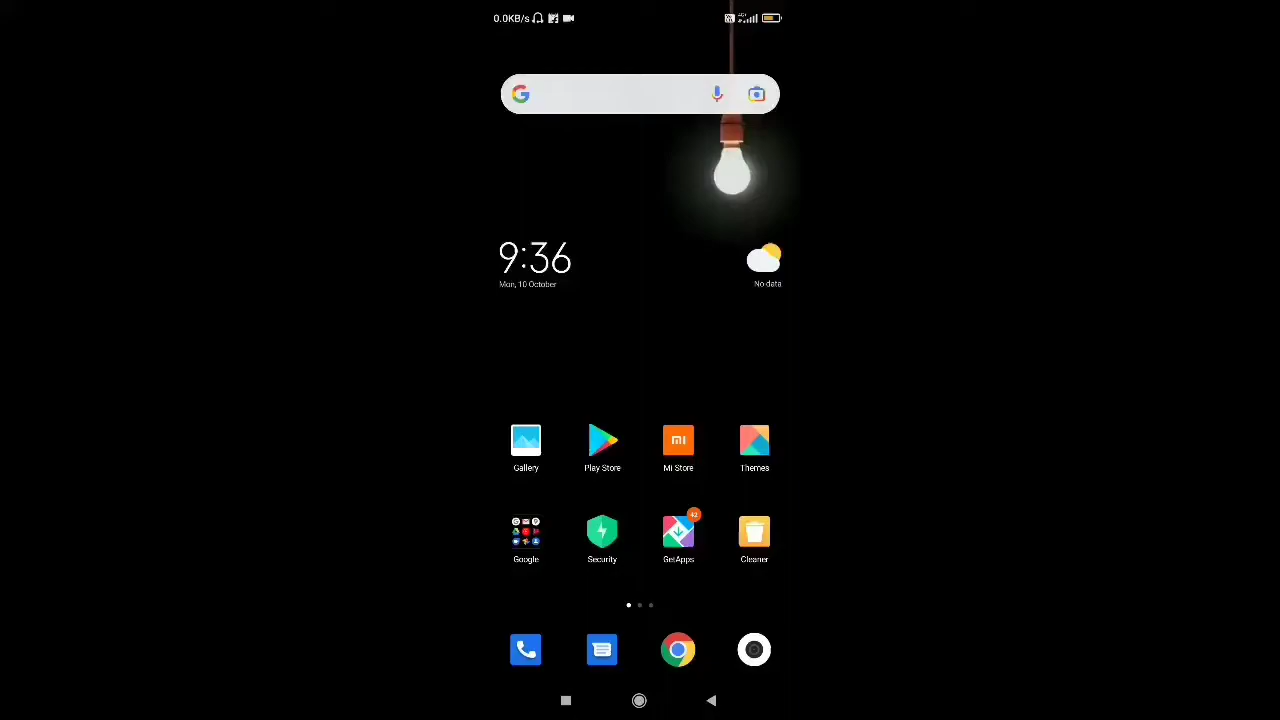 0.0KB/s
9:36
Mon, 10 October
No data
Gallery
Play Store
Mi Store
Themes
42
Google
Security
GetApps
Cleaner